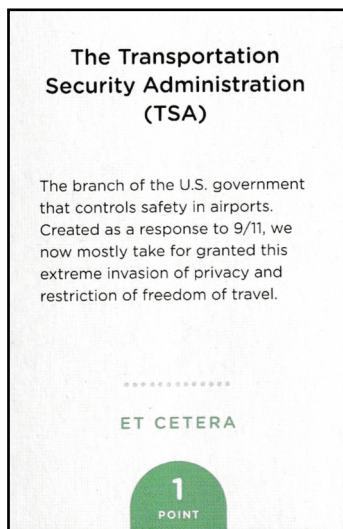 The Transportation
Security Administration
(TSA)
The branch of the U.S. government
that controls safety in airports.
Created as a response to 9/11, we
now mostly take for granted this
extreme invasion of privacy and
restriction of freedom of travel.
ET CETERA
1
POINT